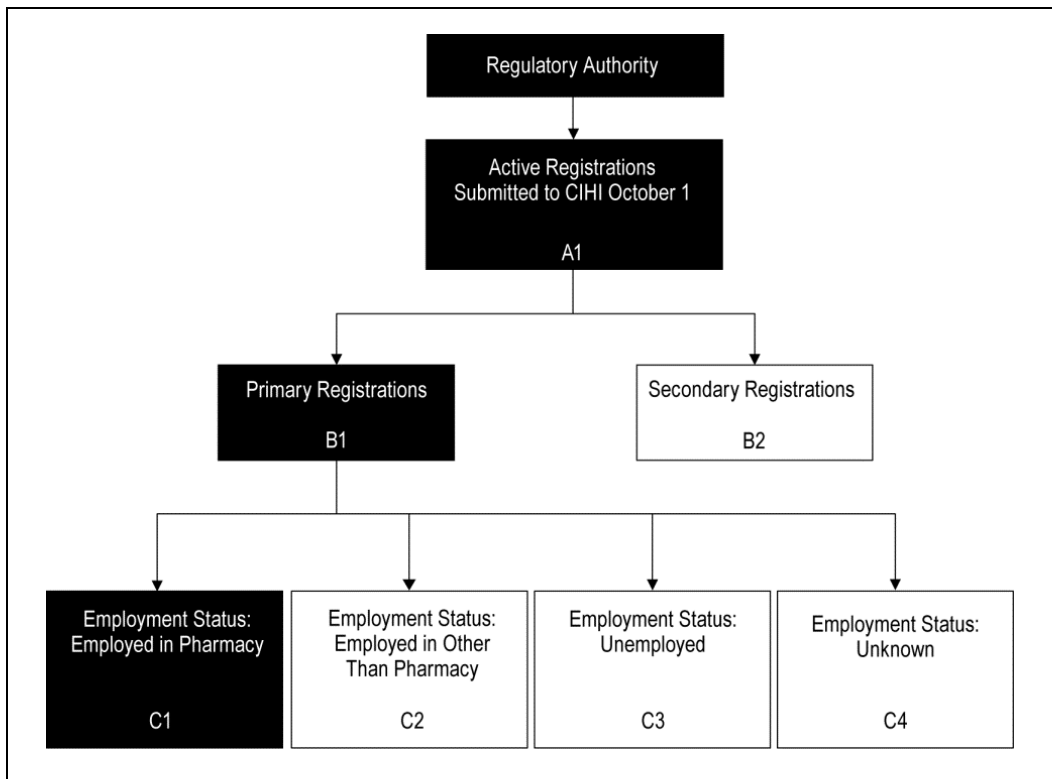 Regulatory Authority
Active Registrations
Submitted to CIHI October 1
A1
Primary Registrations
B1
Secondary Registrations
B2
Employment Status:
Employed in Pharmacy
C1
Employment Status:
Employed in Other
Than Pharmacy
C2
Employment Status:
Unemployed
C3
Employment Status:
Unknown
C4